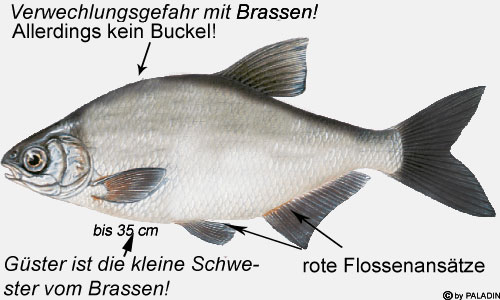 Verwechlungsgefahr mit Brassen!
Allerdings kein Buckel!
bis 35 cm
Güster ist die kleine Schwe-
ster vom Brassen!
rote Flossenansätze
© by PALADIN